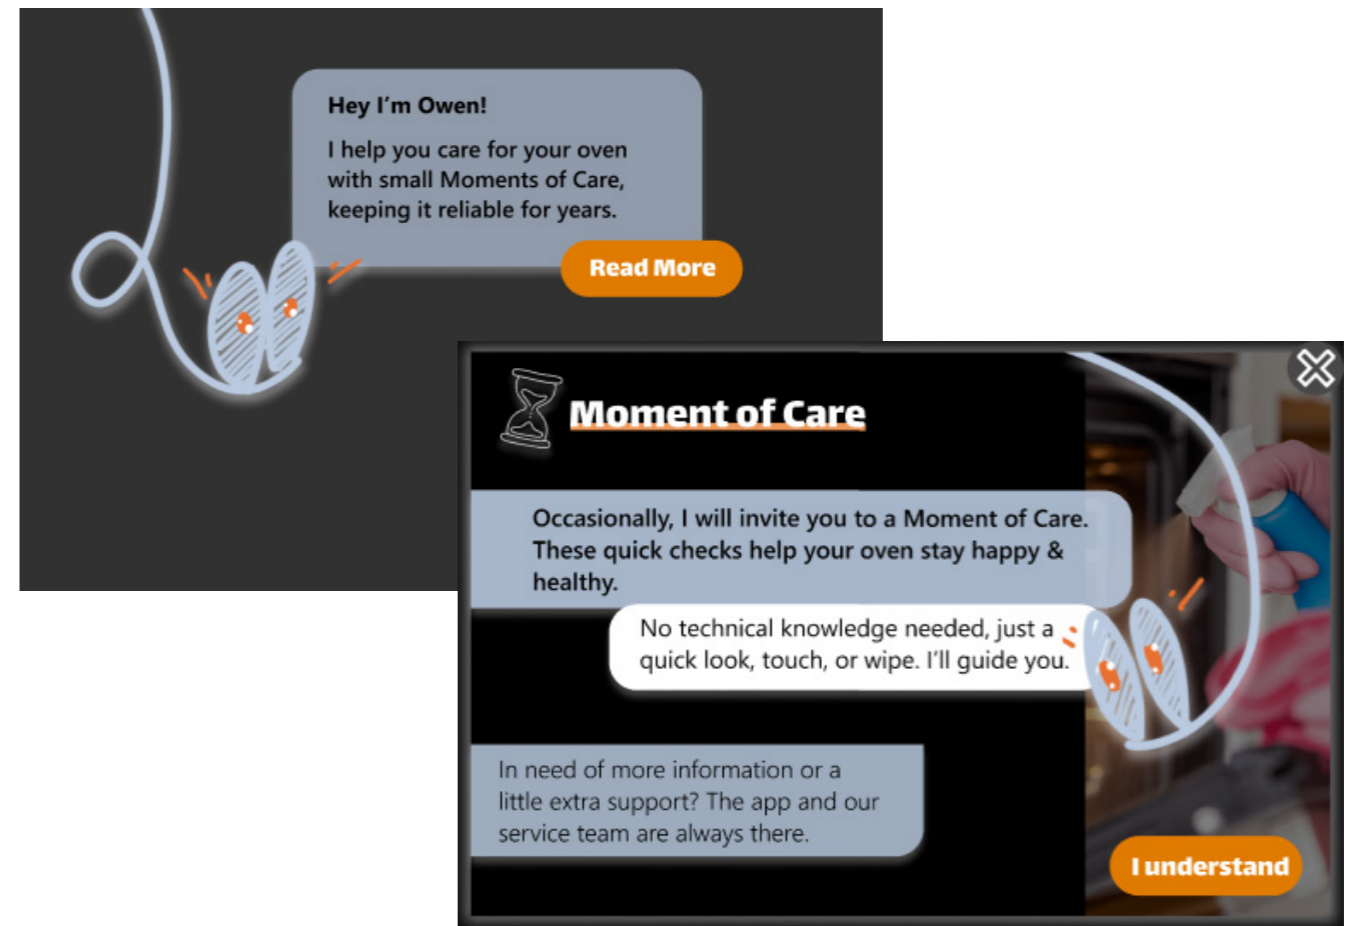 Hey I'm Owen!
I help you care for your oven
with small Moments of Care,
keeping it reliable for years.
Read More
Moment of Care
Occasionally, I will invite you to a Moment of Care.
These quick checks help your oven stay happy &
healthy.
No technical knowledge needed, just a
quick look, touch, or wipe. I'll guide you.
In need of more information or a
little extra support? The app and our
service team are always there.
I understand